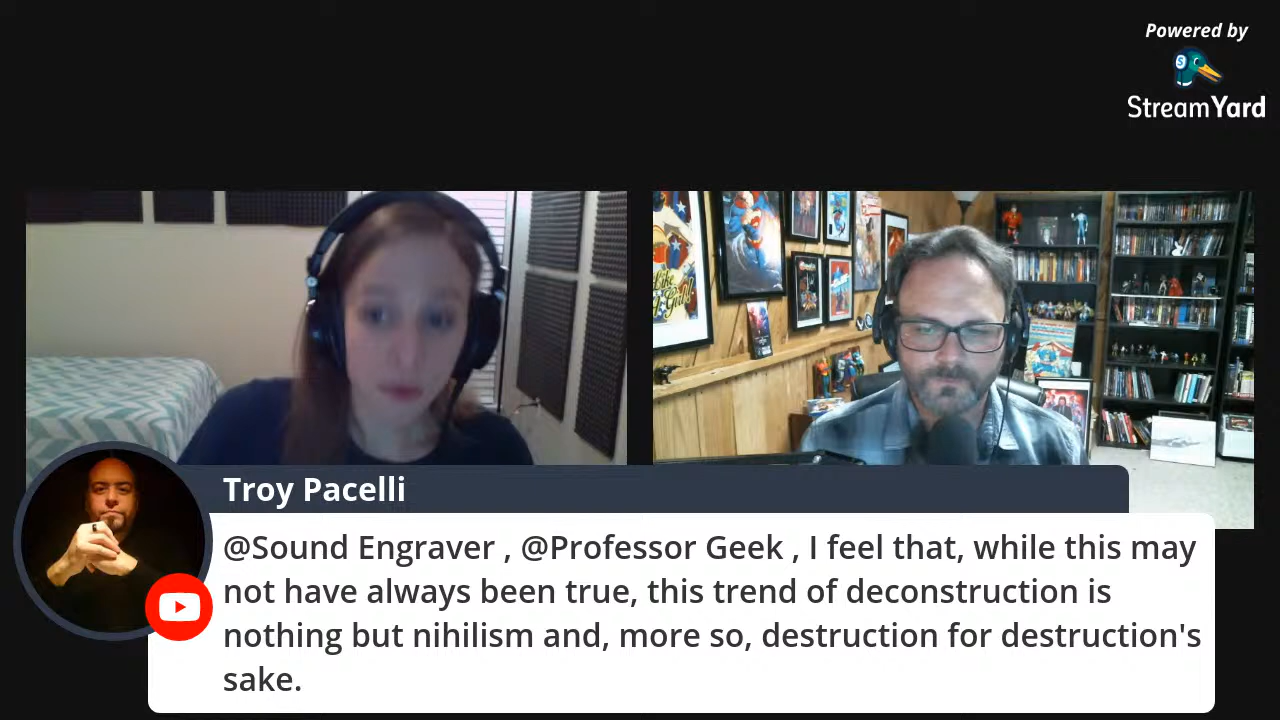 Powered by
StreamYard
Troy Pacelli
@Sound Engraver , @Professor Geek , I feel that, while this may
not have always been true, this trend of deconstruction is
nothing but nihilism and, more so, destruction for destruction's
sake.